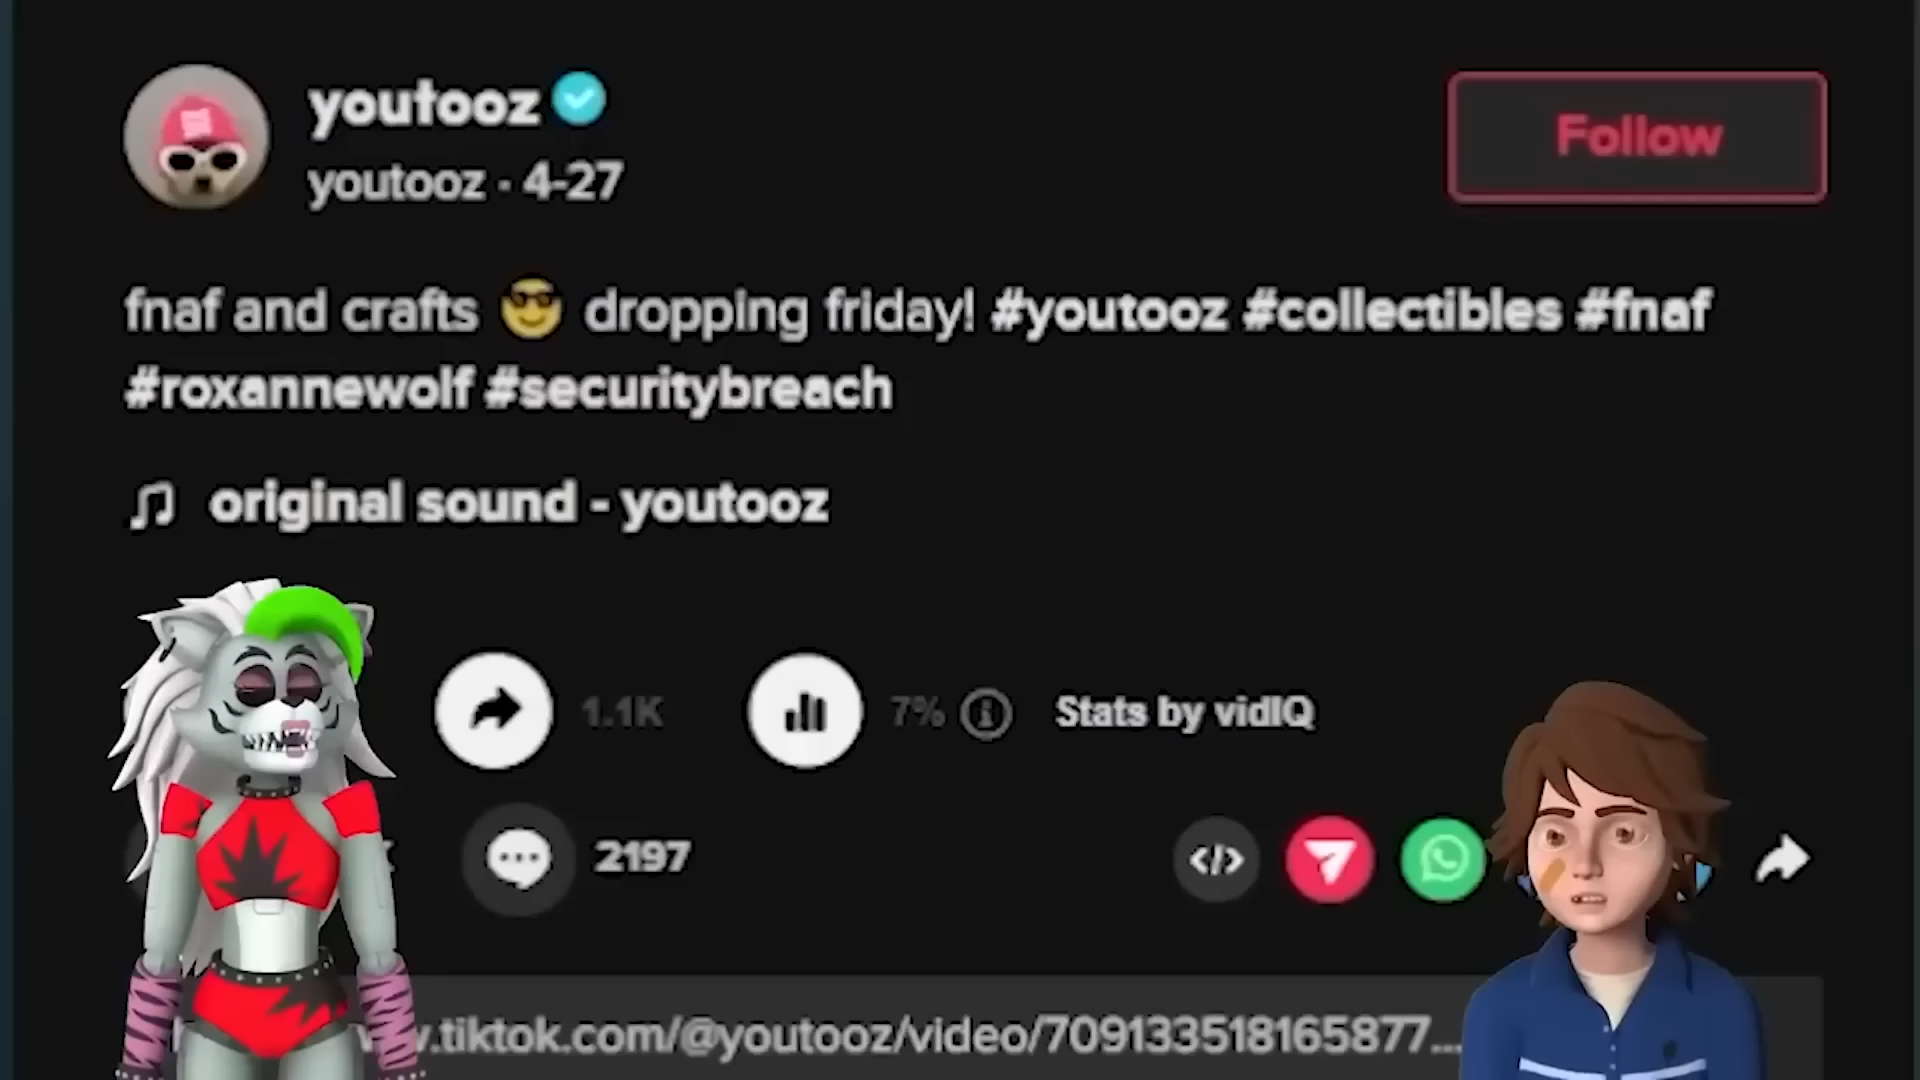 youtooz
youtooz · 4-27
Follow
fnaf and crafts 😎 dropping friday! #youtooz #collectibles #fnaf
#roxannewolf #securitybreach
original sound - youtooz
1.1K
7%
Stats by vidIQ
2197
.tiktok.com/@youtooz/video/709133518165877...